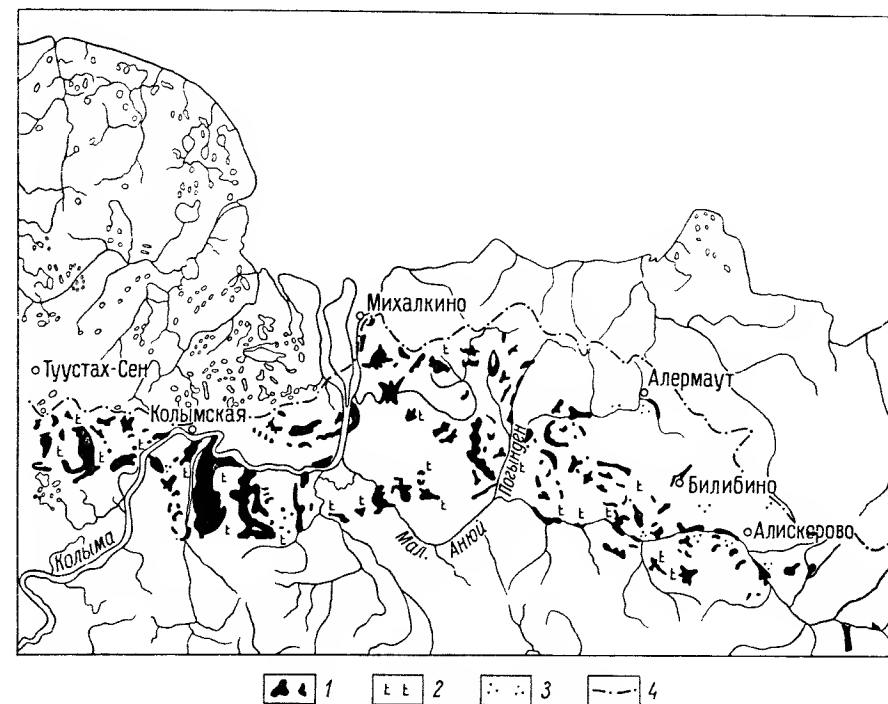 Михалкино
Туустах-Сен
Алермаут
Колымская
Погынден
Билибино
Алискерово
Мал. Анюй
Колыма
1 2 3 4